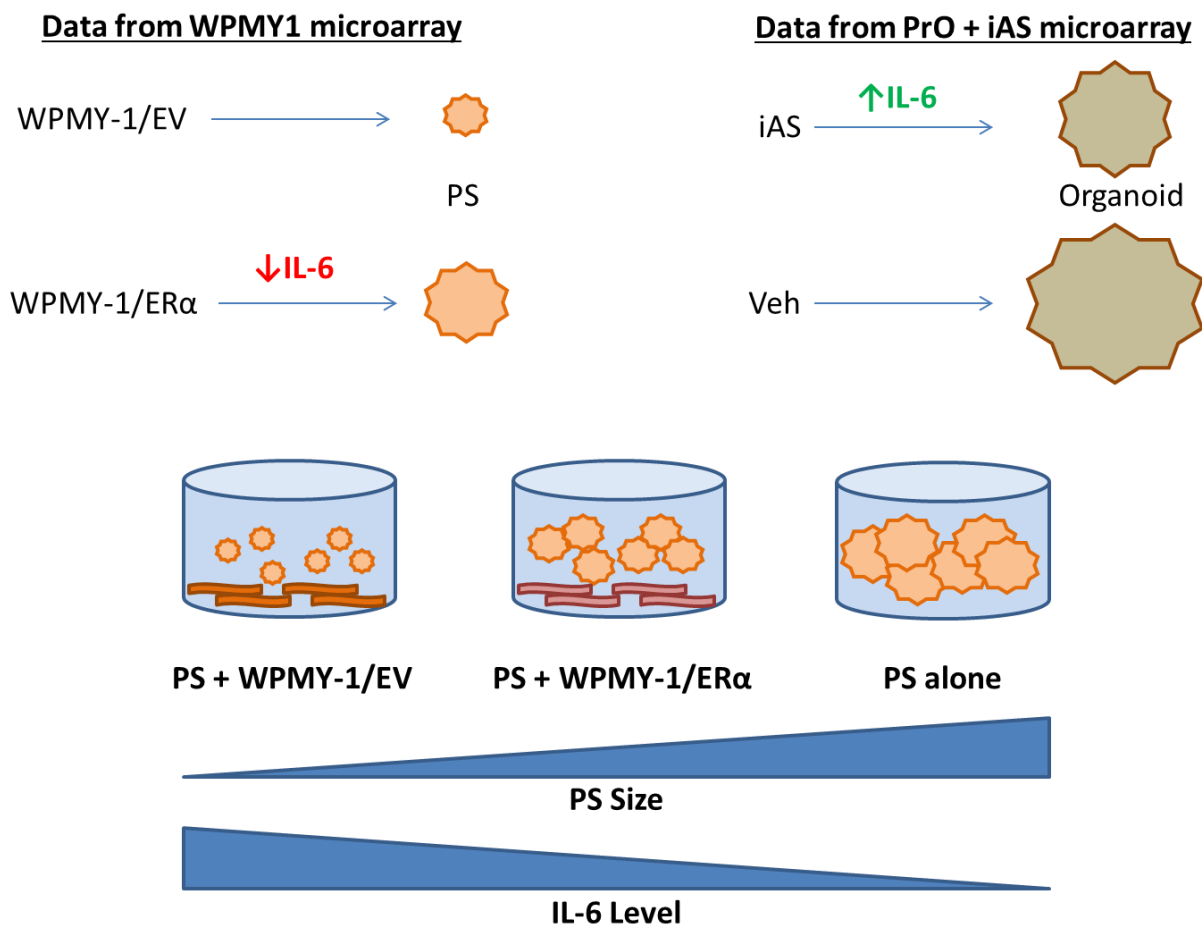 Data from WPMY1 microarray
WPMY-1/EV
PS
↓IL-6
WPMY-1/ERα
Data from PrO + iAS microarray
↑IL-6
iAS
Organoid
Veh
PS + WPMY-1/EV
PS + WPMY-1/ERα
PS alone
PS Size
IL-6 Level